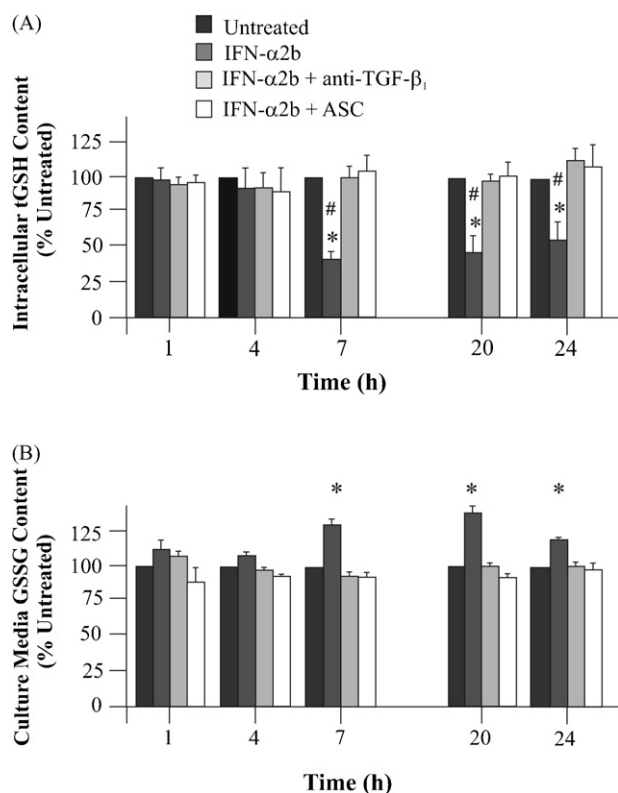 (A)
Untreated
IFN-α2b
IFN-α2b + anti-TGF-β₁
IFN-α2b + ASC
Intracellular tGSH Content
(% Untreated)
125
100
75
50
25
0
#
*
#
*
#
*
1 4 7 20 24
Time (h)
(B)
Culture Media GSSG Content
(% Untreated)
125
100
75
50
25
0
* * *
1 4 7 20 24
Time (h)